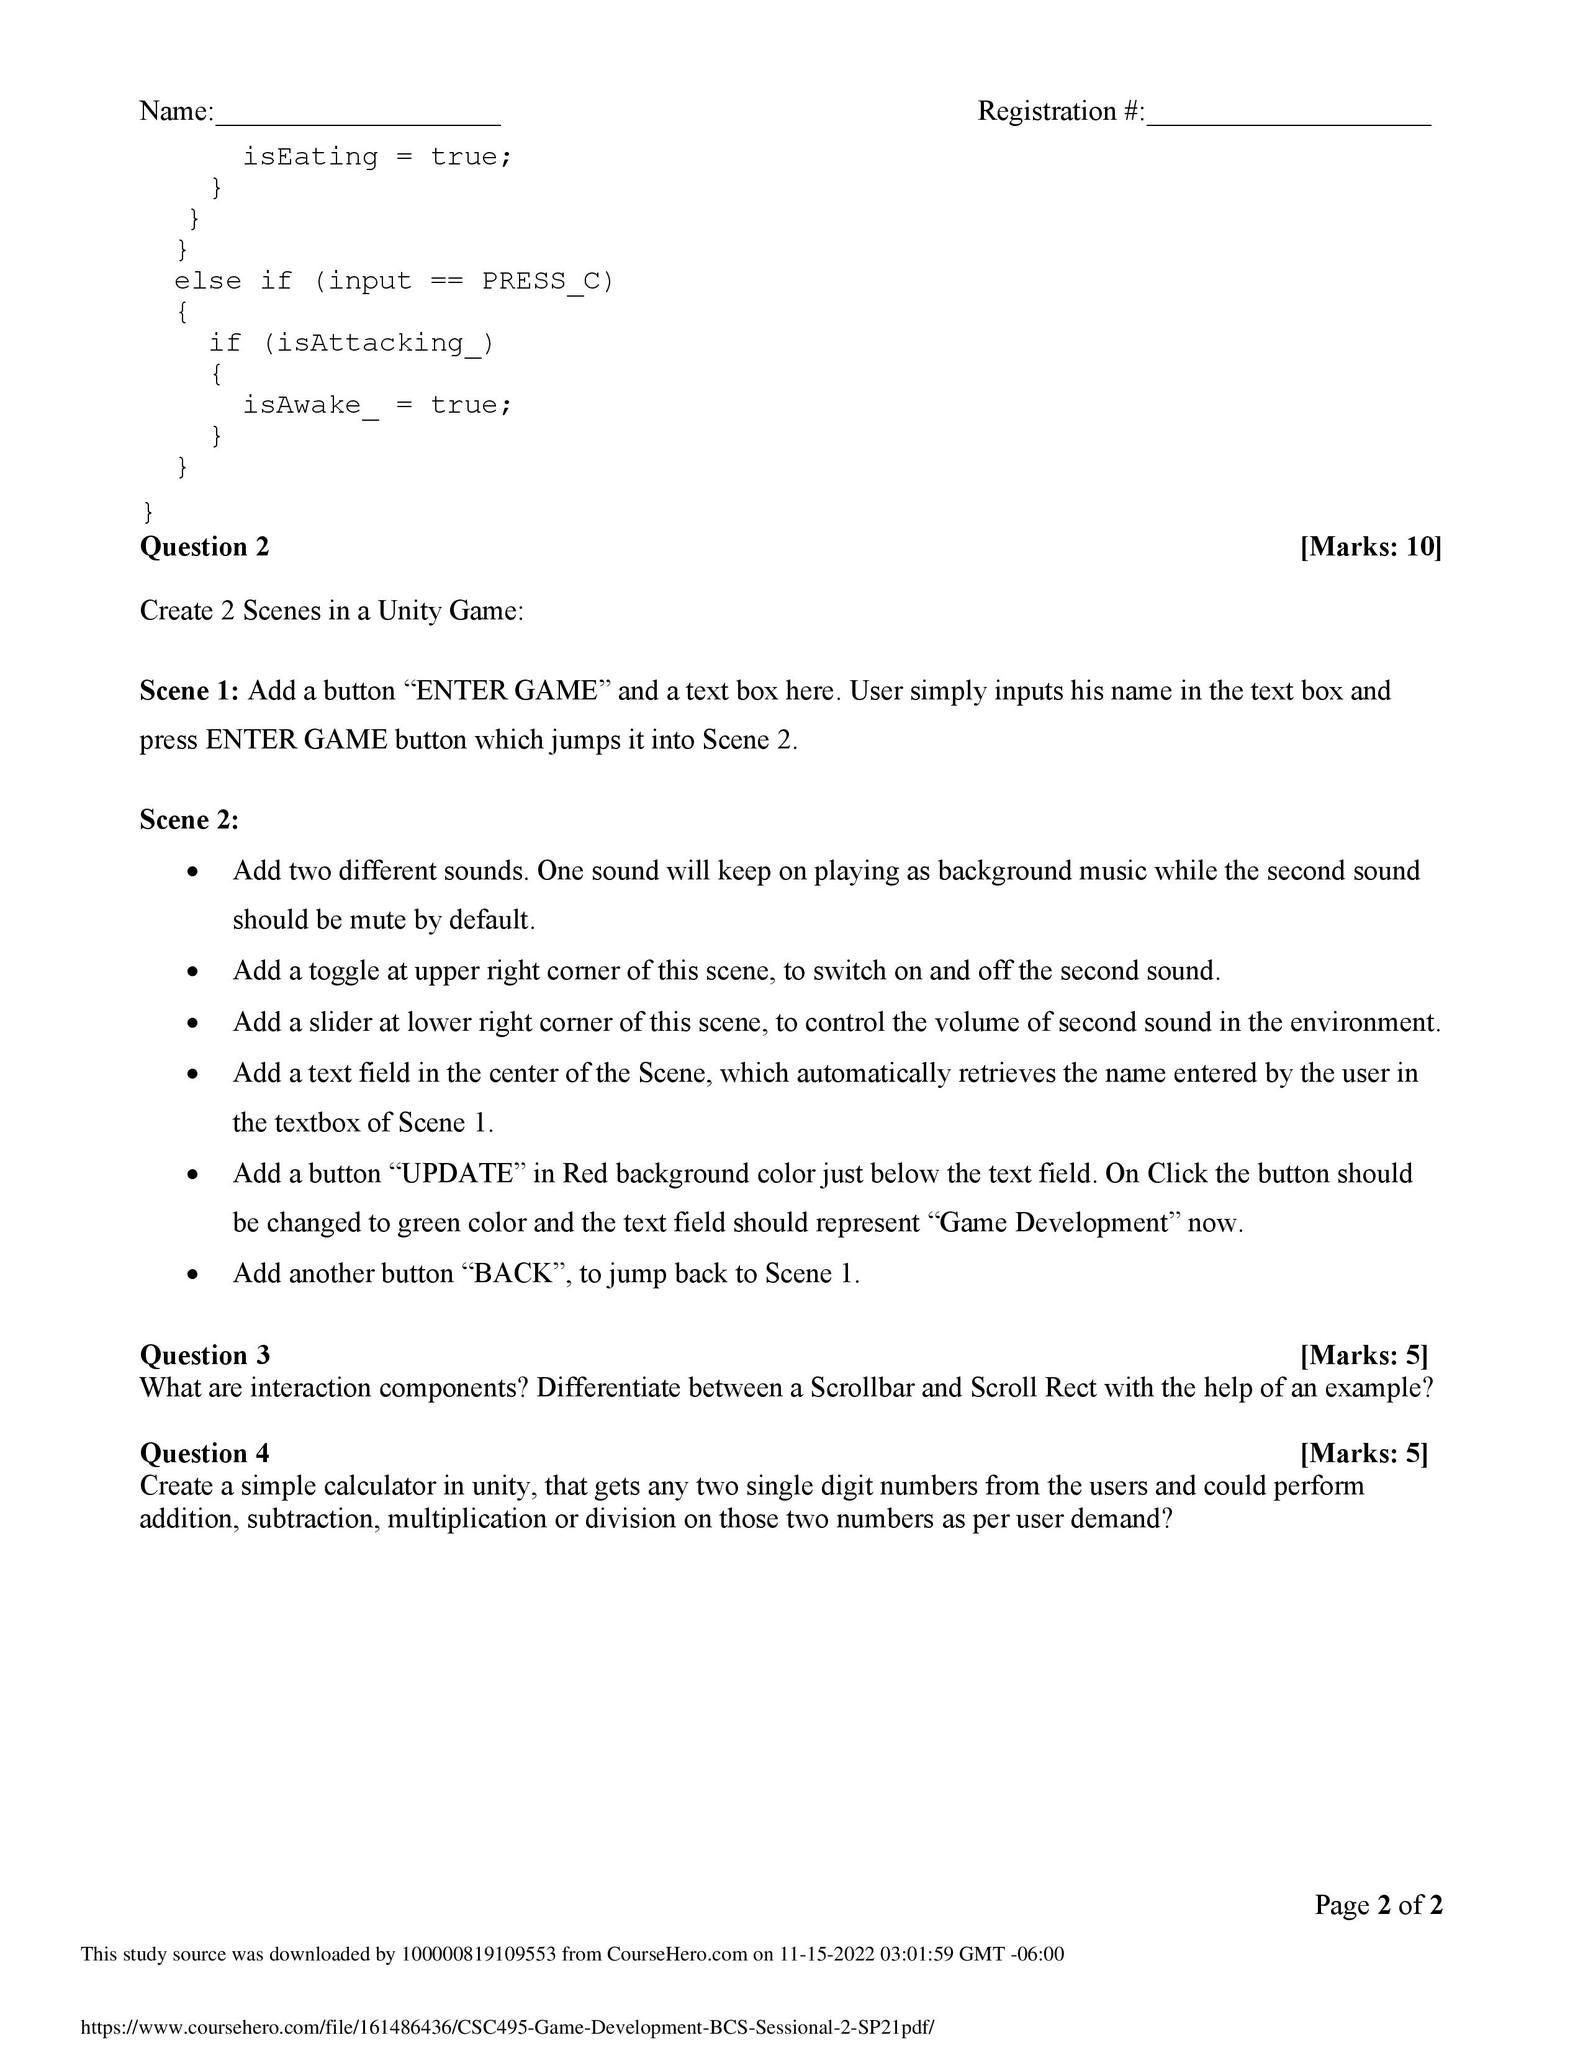 Name:____________________ Registration #:____________________
isEating = true;
}
}
}
else if (input == PRESS_C)
{
if (isAttacking_)
{
isAwake_ = true;
}
}
}
Question 2 [Marks: 10]
Create 2 Scenes in a Unity Game:
Scene 1: Add a button “ENTER GAME” and a text box here. User simply inputs his name in the text box and
press ENTER GAME button which jumps it into Scene 2.
Scene 2:
• Add two different sounds. One sound will keep on playing as background music while the second sound
should be mute by default.
• Add a toggle at upper right corner of this scene, to switch on and off the second sound.
• Add a slider at lower right corner of this scene, to control the volume of second sound in the environment.
• Add a text field in the center of the Scene, which automatically retrieves the name entered by the user in
the textbox of Scene 1.
• Add a button “UPDATE” in Red background color just below the text field. On Click the button should
be changed to green color and the text field should represent “Game Development” now.
• Add another button “BACK”, to jump back to Scene 1.
Question 3 [Marks: 5]
What are interaction components? Differentiate between a Scrollbar and Scroll Rect with the help of an example?
Question 4 [Marks: 5]
Create a simple calculator in unity, that gets any two single digit numbers from the users and could perform
addition, subtraction, multiplication or division on those two numbers as per user demand?
Page 2 of 2
This study source was downloaded by 100000819109553 from CourseHero.com on 11-15-2022 03:01:59 GMT -06:00
https://www.coursehero.com/file/161486436/CSC495-Game-Development-BCS-Sessional-2-SP21pdf/